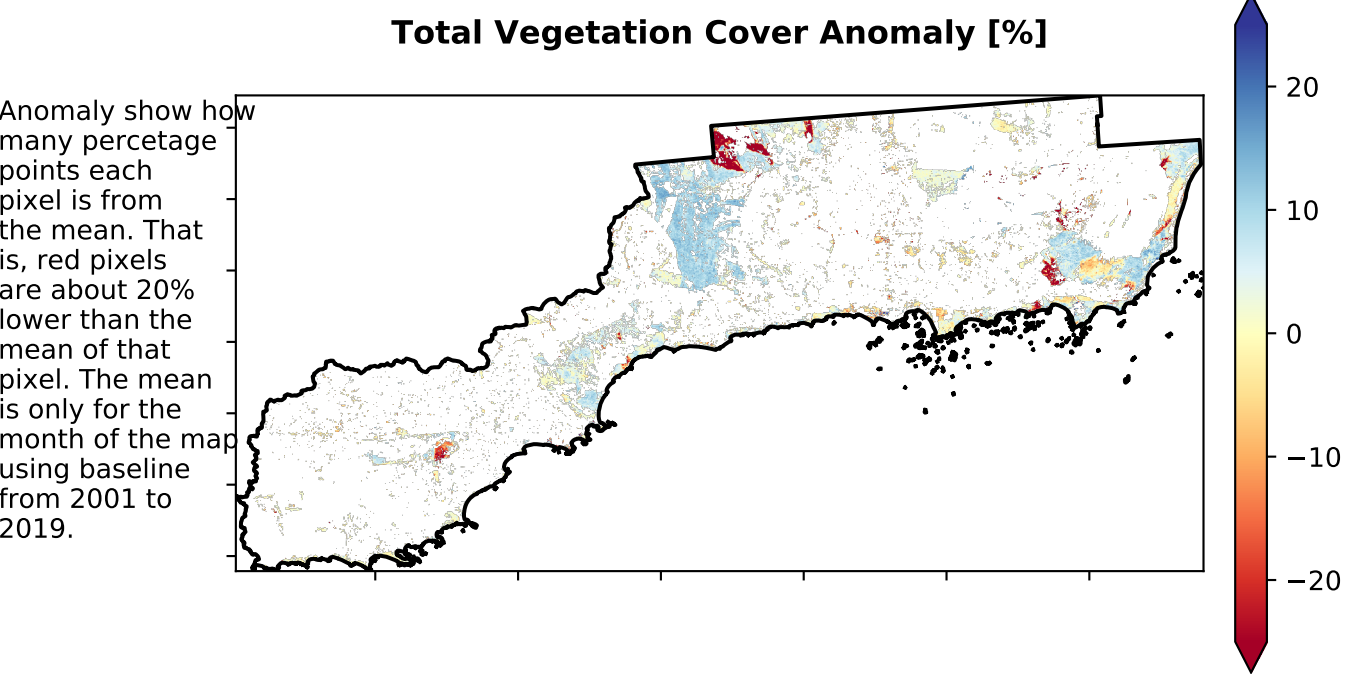 Total Vegetation Cover Anomaly [%]
Anomaly show how
many percetage
points each
pixel is from
the mean. That
is, red pixels
are about 20%
lower than the
mean of that
pixel. The mean
is only for the
month of the map
using baseline
from 2001 to
2019.
20
10
0
−10
−20